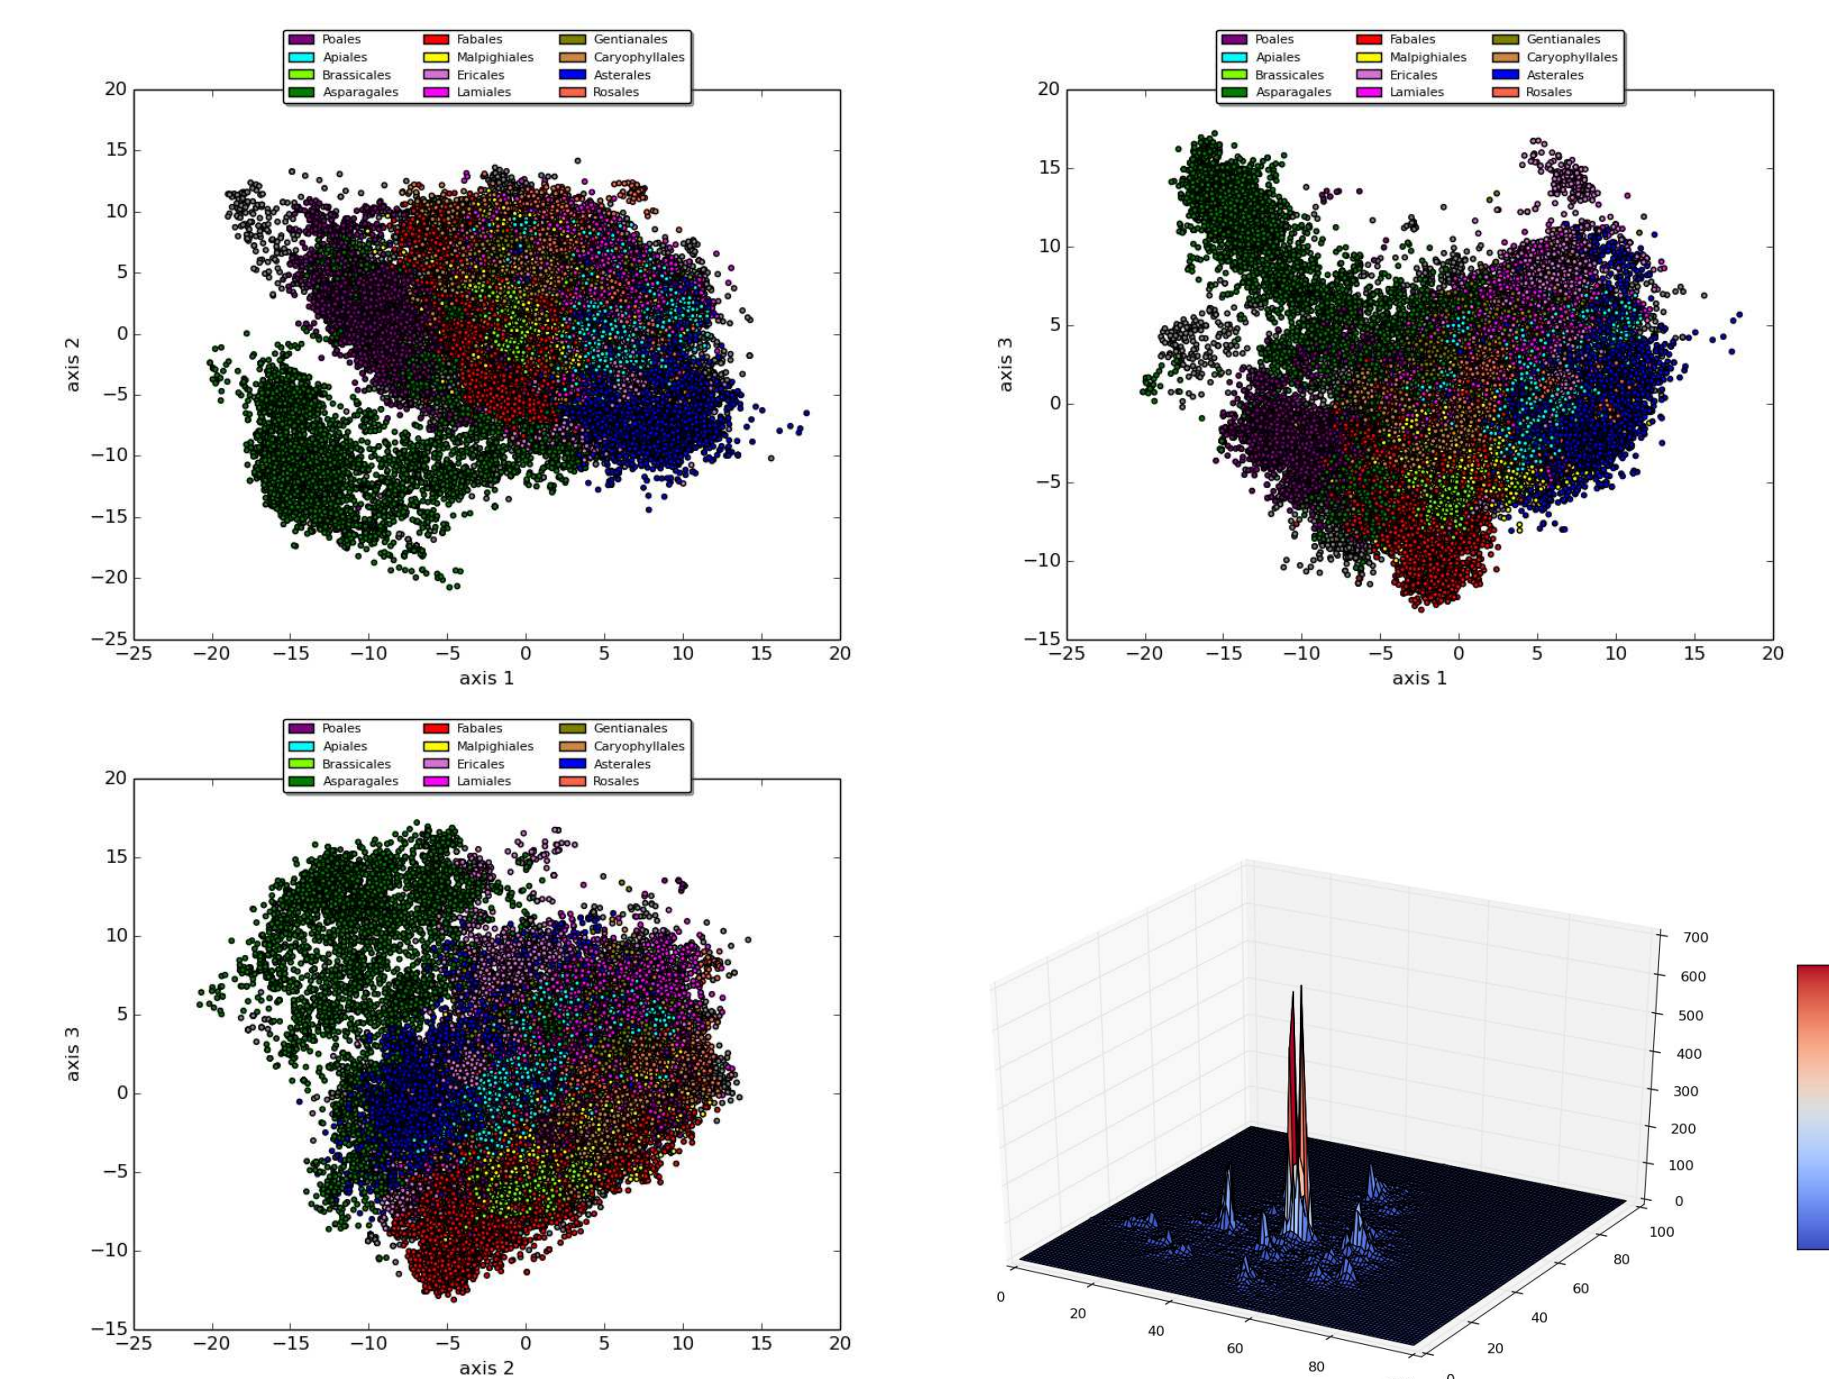 Poales Fabales Gentianales
Apiales Malpighiales Caryophyllales
Brassicales Ericales Asterales
Asparagales Lamiales Rosales
20
15
10
5
0
−5
−10
−15
−20
−25
axis 2
−25 −20 −15 −10 −5 0 5 10 15 20
axis 1
Poales Fabales Gentianales
Apiales Malpighiales Caryophyllales
Brassicales Ericales Asterales
Asparagales Lamiales Rosales
20
15
10
5
0
−5
−10
−15
axis 3
−25 −20 −15 −10 −5 0 5 10 15 20
axis 1
Poales Fabales Gentianales
Apiales Malpighiales Caryophyllales
Brassicales Ericales Asterales
Asparagales Lamiales Rosales
20
15
10
5
0
−5
−10
−15
axis 3
−25 −20 −15 −10 −5 0 5 10 15 20
axis 2
700
600
500
400
300
200
100
0
100
80
60
40
20
0
0
20
40
60
80